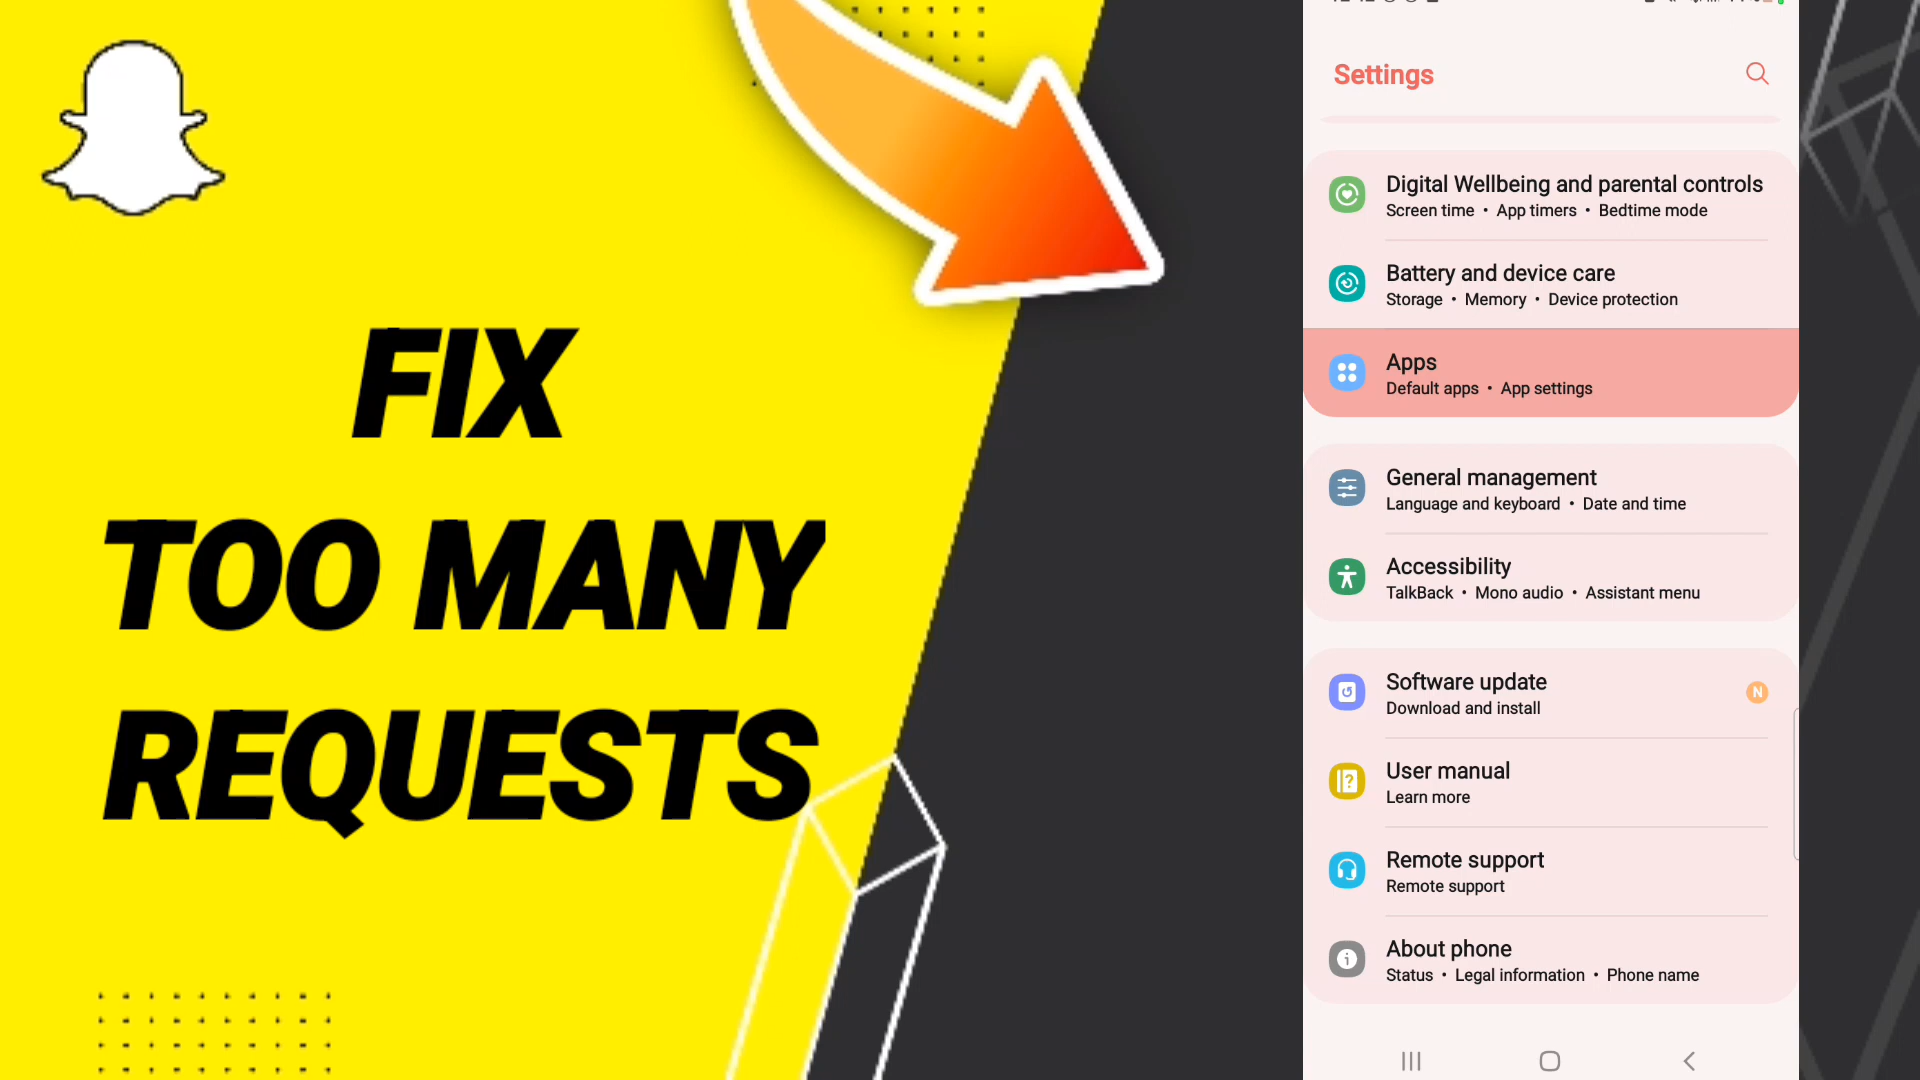 FIX
TOO MANY
REQUESTS
Settings
Digital Wellbeing and parental controls
Screen time • App timers • Bedtime mode
Battery and device care
Storage • Memory • Device protection
Apps
Default apps • App settings
General management
Language and keyboard • Date and time
Accessibility
TalkBack • Mono audio • Assistant menu
Software update
N
Download and install
User manual
Learn more
Remote support
Remote support
About phone
Status • Legal information • Phone name